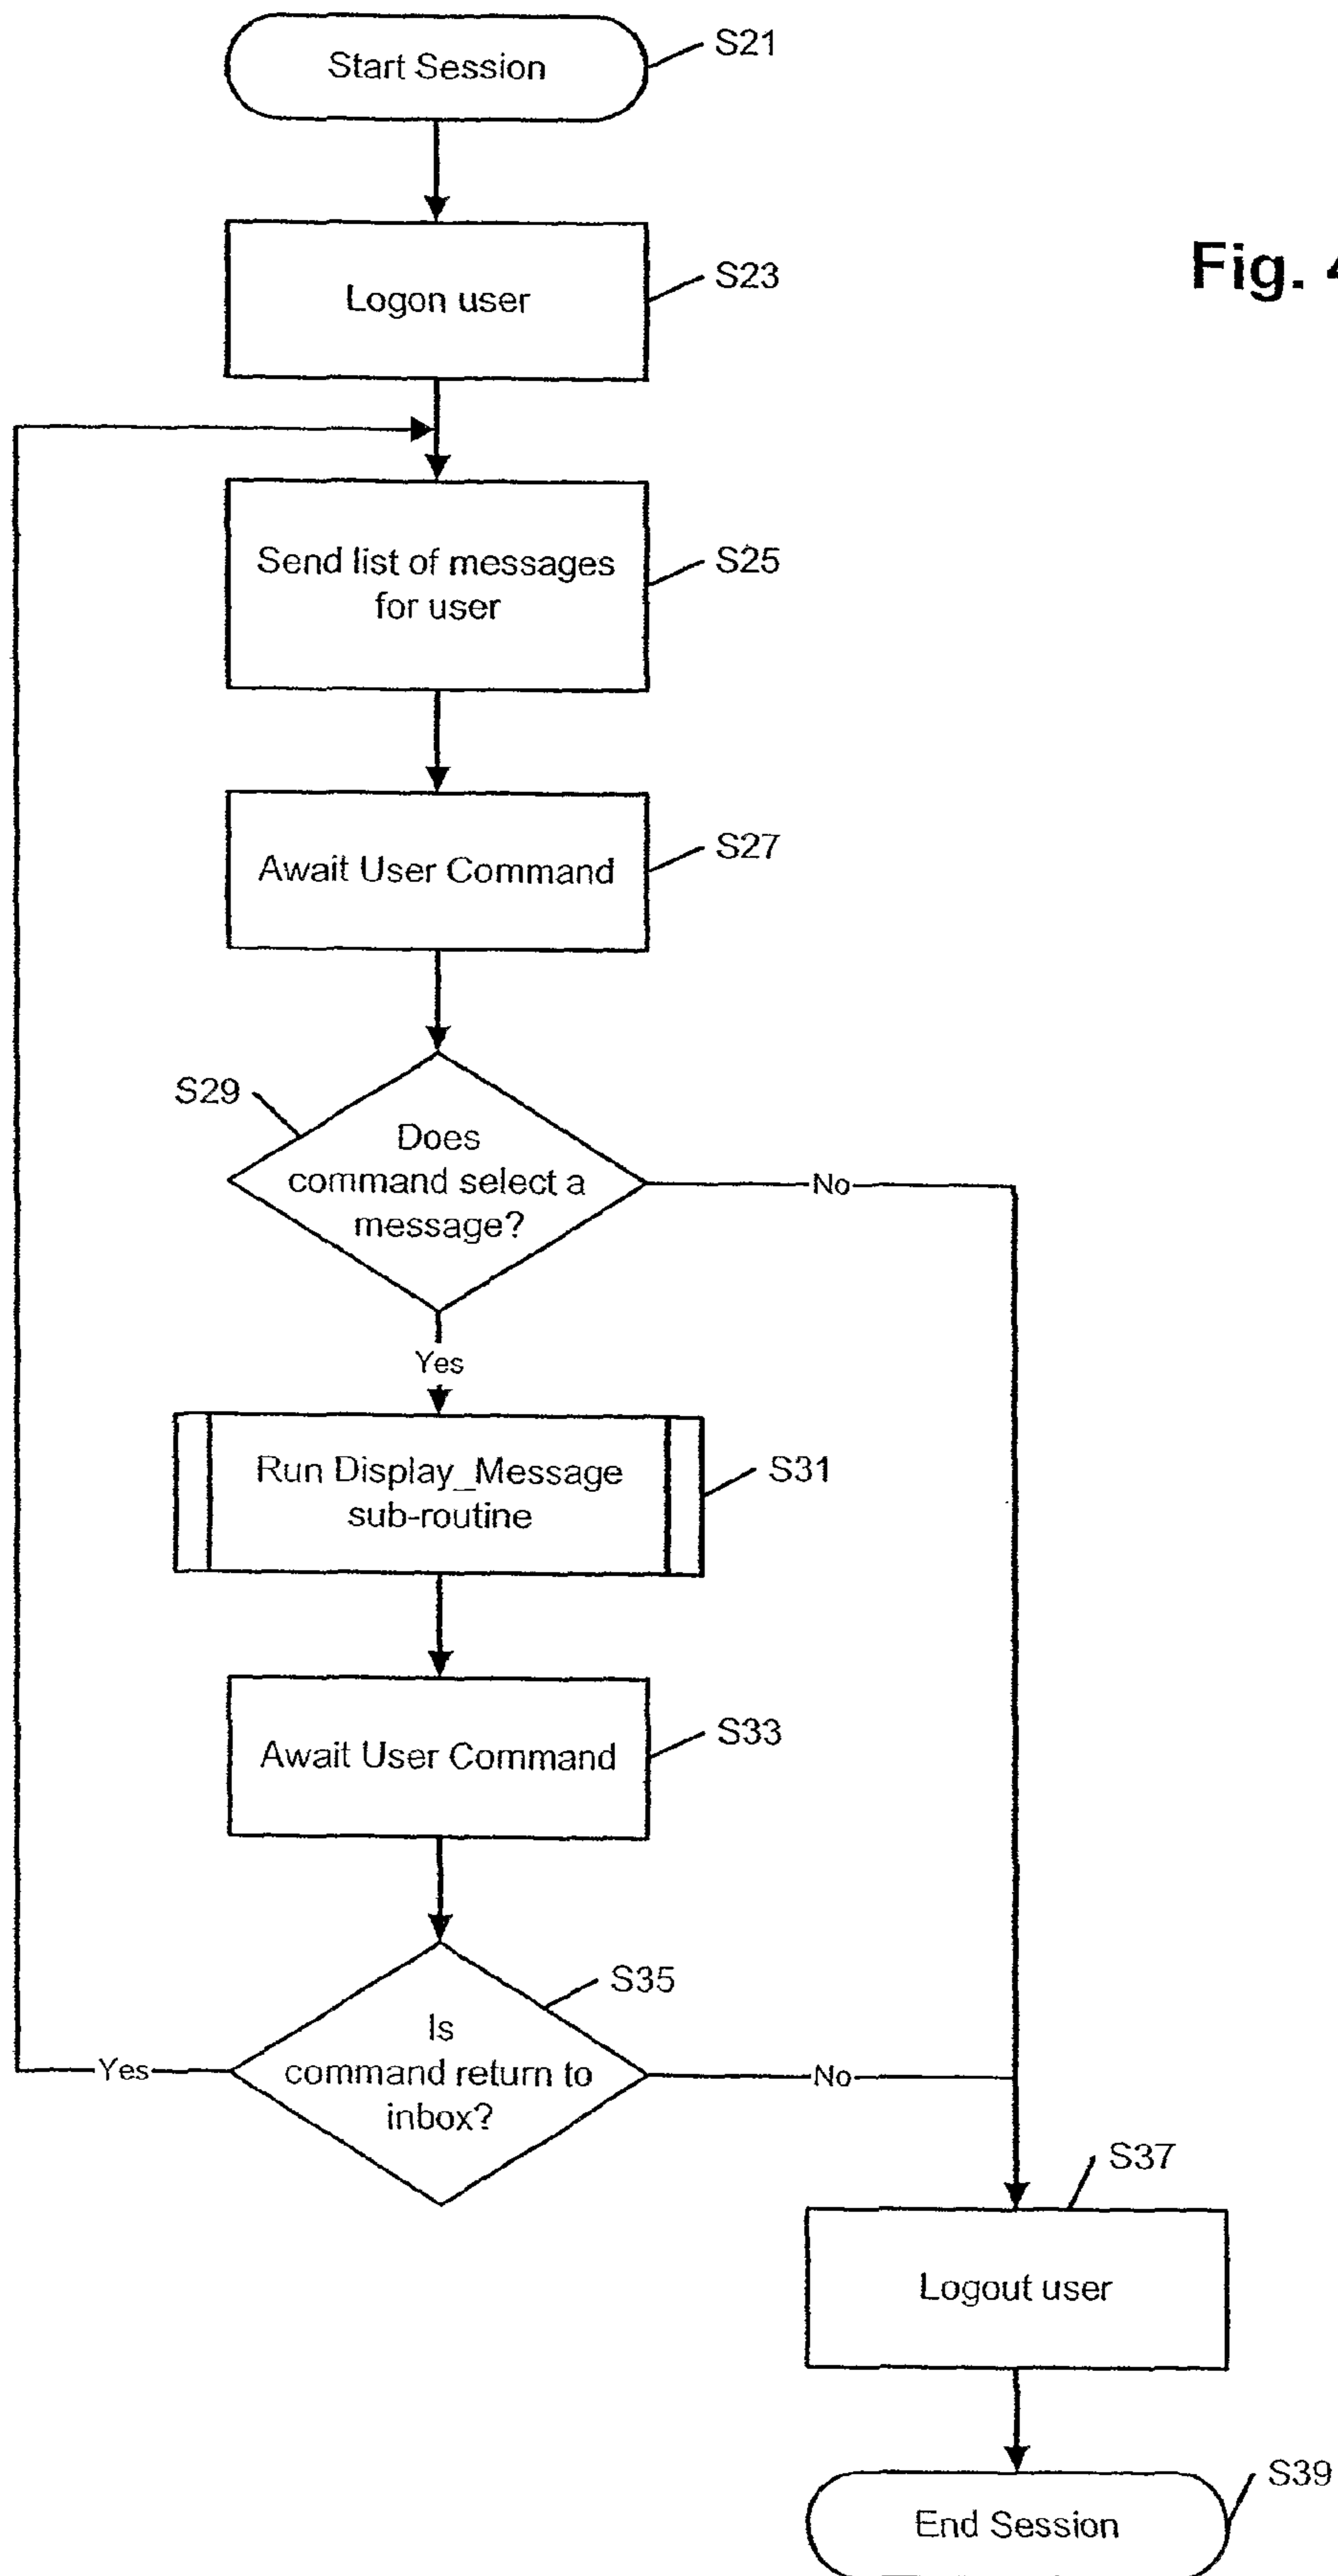 Start Session
S21
Fig. 4
Logon user
S23
Send list of messages
for user
S25
Await User Command
S27
S29
Does
command select a
message?
No
Yes
Run Display_Message
sub-routine
S31
Await User Command
S33
S35
Is
command return to
inbox?
Yes
No
S37
Logout user
S39
End Session